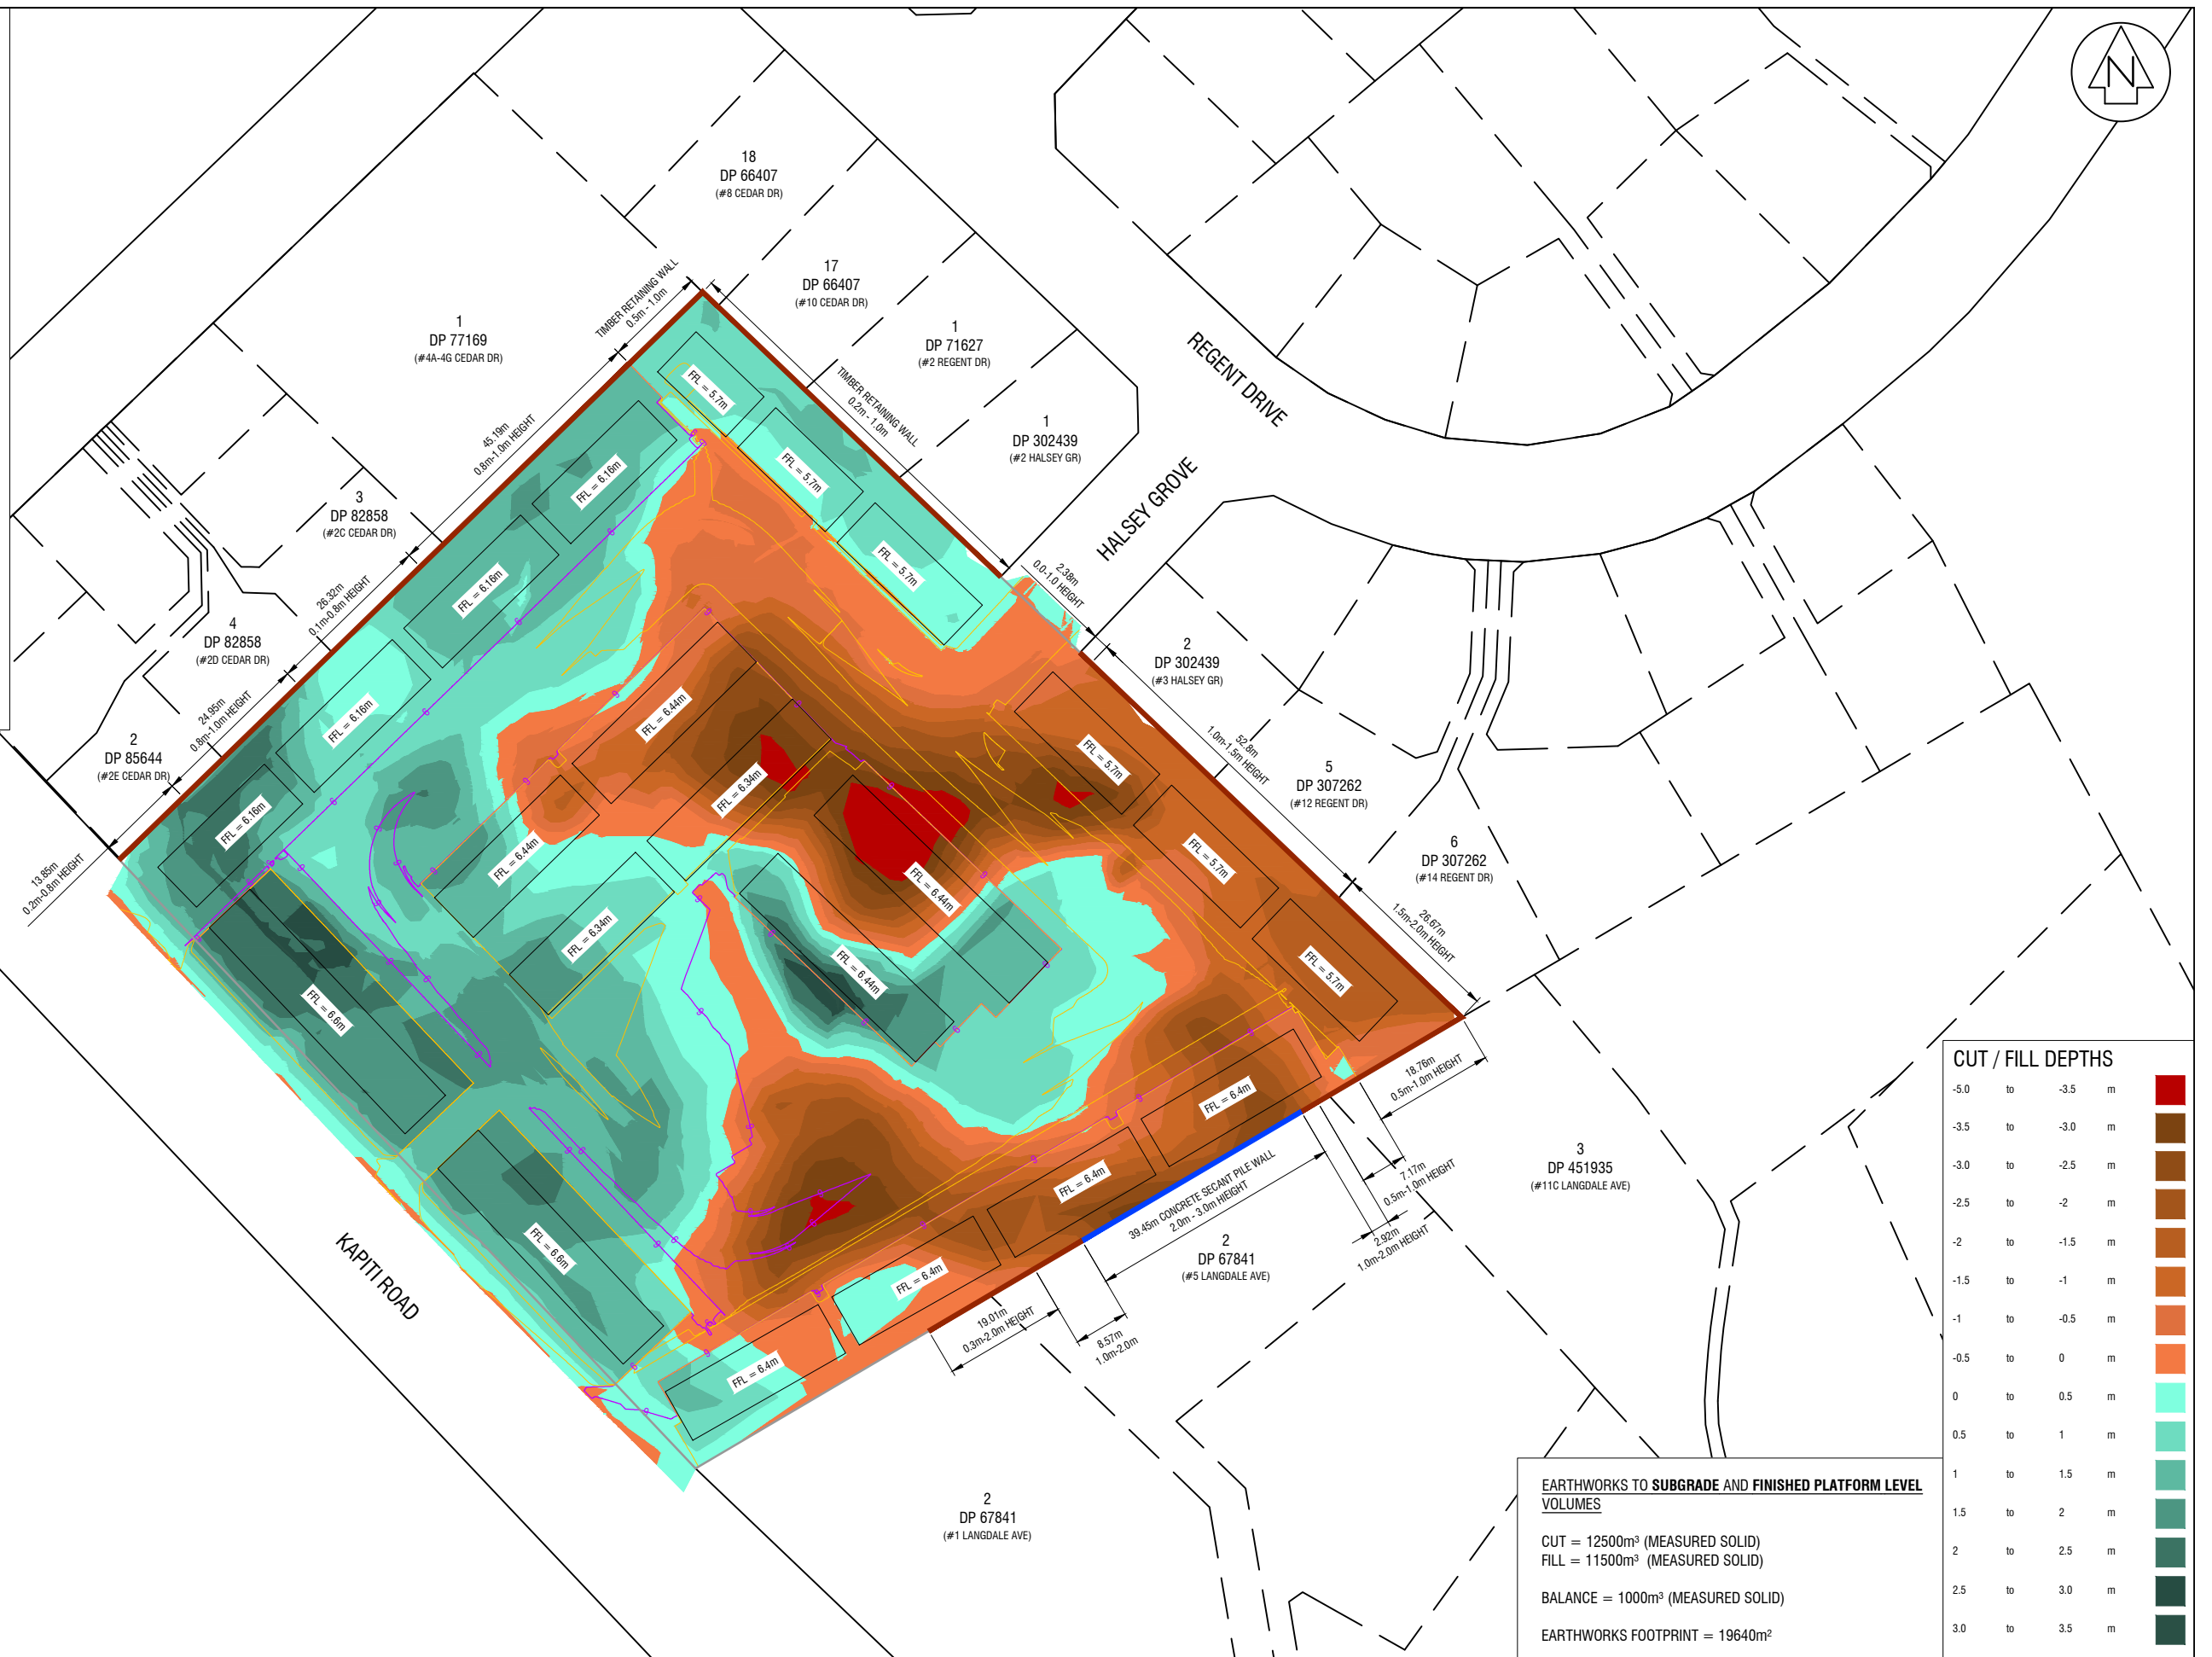 N
18
DP 66407
(#8 CEDAR DR)
17
DP 66407
(#10 CEDAR DR)
1
DP 71627
(#2 REGENT DR)
1
DP 302439
(#2 HALSEY GR)
1
DP 77169
(#4A-4G CEDAR DR)
3
DP 82858
(#2C CEDAR DR)
4
DP 82858
(#2D CEDAR DR)
2
DP 85644
(#2E CEDAR DR)
TIMBER RETAINING WALL
0.5m - 1.0m
TIMBER RETAINING WALL
0.2m - 1.0m
45.19m
0.8m-1.0m HEIGHT
26.32m
0.1m-0.8m HEIGHT
24.95m
0.8m-1.0m HEIGHT
13.85m
0.2m-0.8m HEIGHT
REGENT DRIVE
HALSEY GROVE
2.38m
0.0-1.0 HEIGHT
2
DP 302439
(#3 HALSEY GR)
52.8m
1.0m-1.5m HEIGHT
5
DP 307262
(#12 REGENT DR)
6
DP 307262
(#14 REGENT DR)
26.67m
1.5m-2.0m HEIGHT
FFL = 5.7m
FFL = 5.7m
FFL = 5.7m
FFL = 6.16m
FFL = 6.16m
FFL = 6.16m
FFL = 6.16m
FFL = 6.44m
FFL = 6.34m
FFL = 6.44m
FFL = 6.34m
FFL = 6.44m
FFL = 6.44m
FFL = 5.7m
FFL = 5.7m
FFL = 5.7m
FFL = 6.6m
FFL = 6.6m
FFL = 6.4m
FFL = 6.4m
FFL = 6.4m
FFL = 6.4m
KAPITI ROAD
18.76m
0.5m-1.0m HEIGHT
7.17m
0.5m-1.0m HEIGHT
2.92m
1.0m-2.0m HEIGHT
39.45m CONCRETE SECANT PILE WALL
2.0m - 3.0m HIEIGHT
8.57m
1.0m-2.0m
19.01m
0.3m-2.0m HEIGHT
3
DP 451935
(#11C LANGDALE AVE)
2
DP 67841
(#5 LANGDALE AVE)
2
DP 67841
(#1 LANGDALE AVE)
CUT / FILL DEPTHS
-5.0 to -3.5 m
-3.5 to -3.0 m
-3.0 to -2.5 m
-2.5 to -2 m
-2 to -1.5 m
-1.5 to -1 m
-1 to -0.5 m
-0.5 to 0 m
0 to 0.5 m
0.5 to 1 m
1 to 1.5 m
1.5 to 2 m
2 to 2.5 m
2.5 to 3.0 m
3.0 to 3.5 m
EARTHWORKS TO SUBGRADE AND FINISHED PLATFORM LEVEL
VOLUMES
CUT = 12500m³ (MEASURED SOLID)
FILL = 11500m³ (MEASURED SOLID)
BALANCE = 1000m³ (MEASURED SOLID)
EARTHWORKS FOOTPRINT = 19640m²